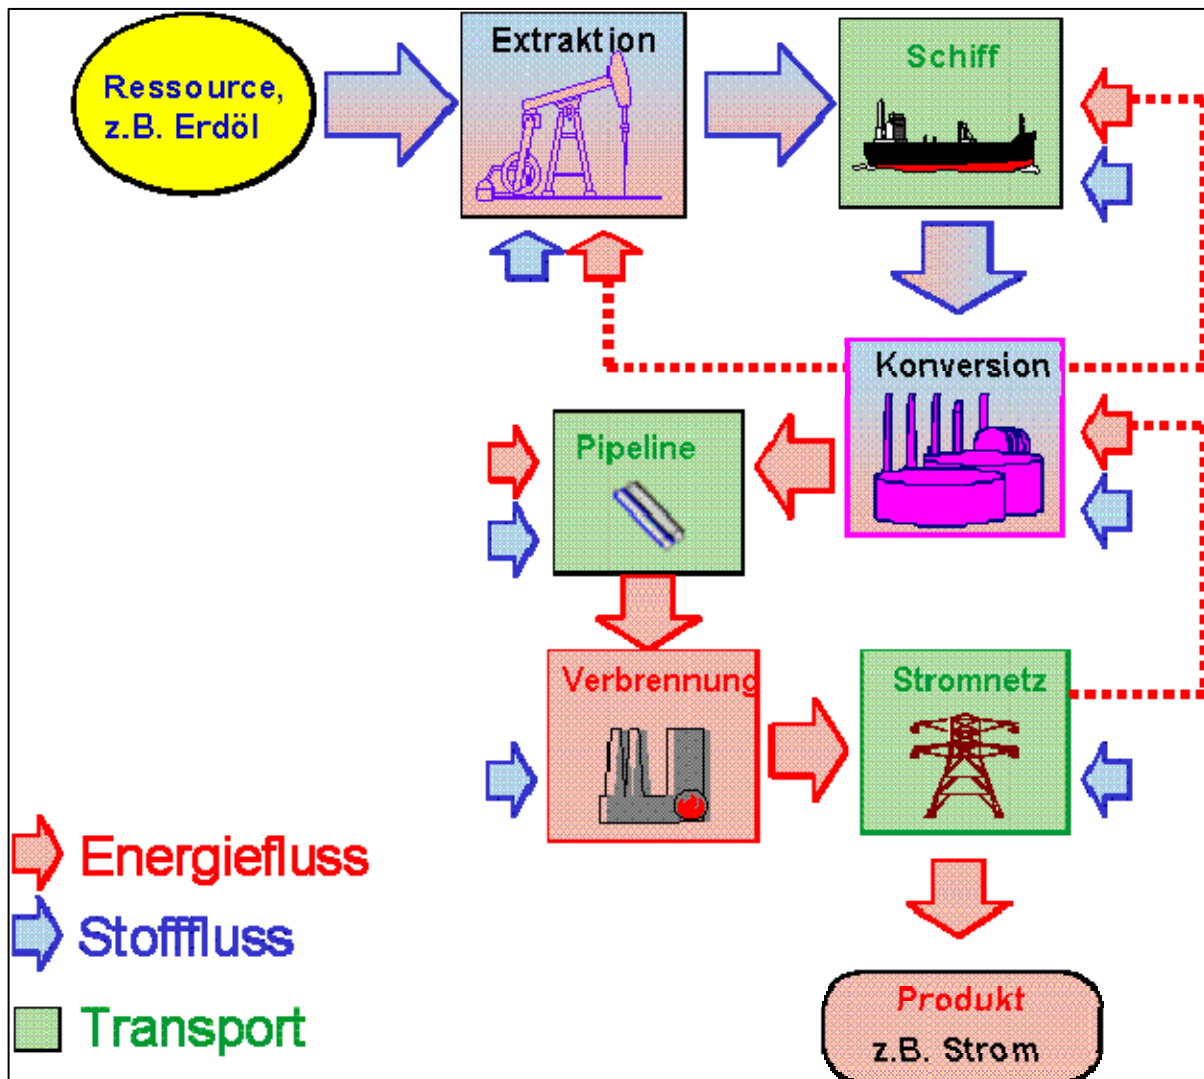 Ressource,
z.B. Erdöl
Extraktion
Schiff
Konversion
Pipeline
Verbrennung
Stromnetz
Energiefluss
Stofffluss
Transport
Produkt
z.B. Strom